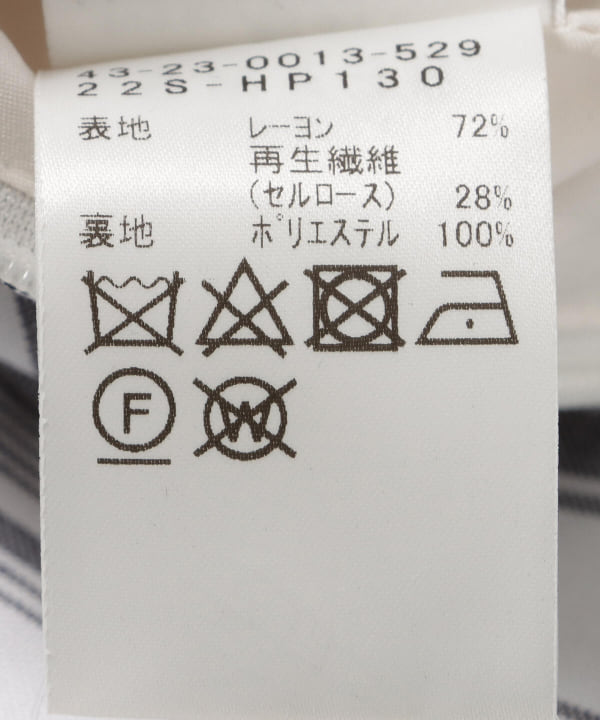 43-23-0013-529
22S-HP130
表地 レーヨン 72%
再生繊維
(セルロース) 28%
裏地 ポリエステル 100%
F W